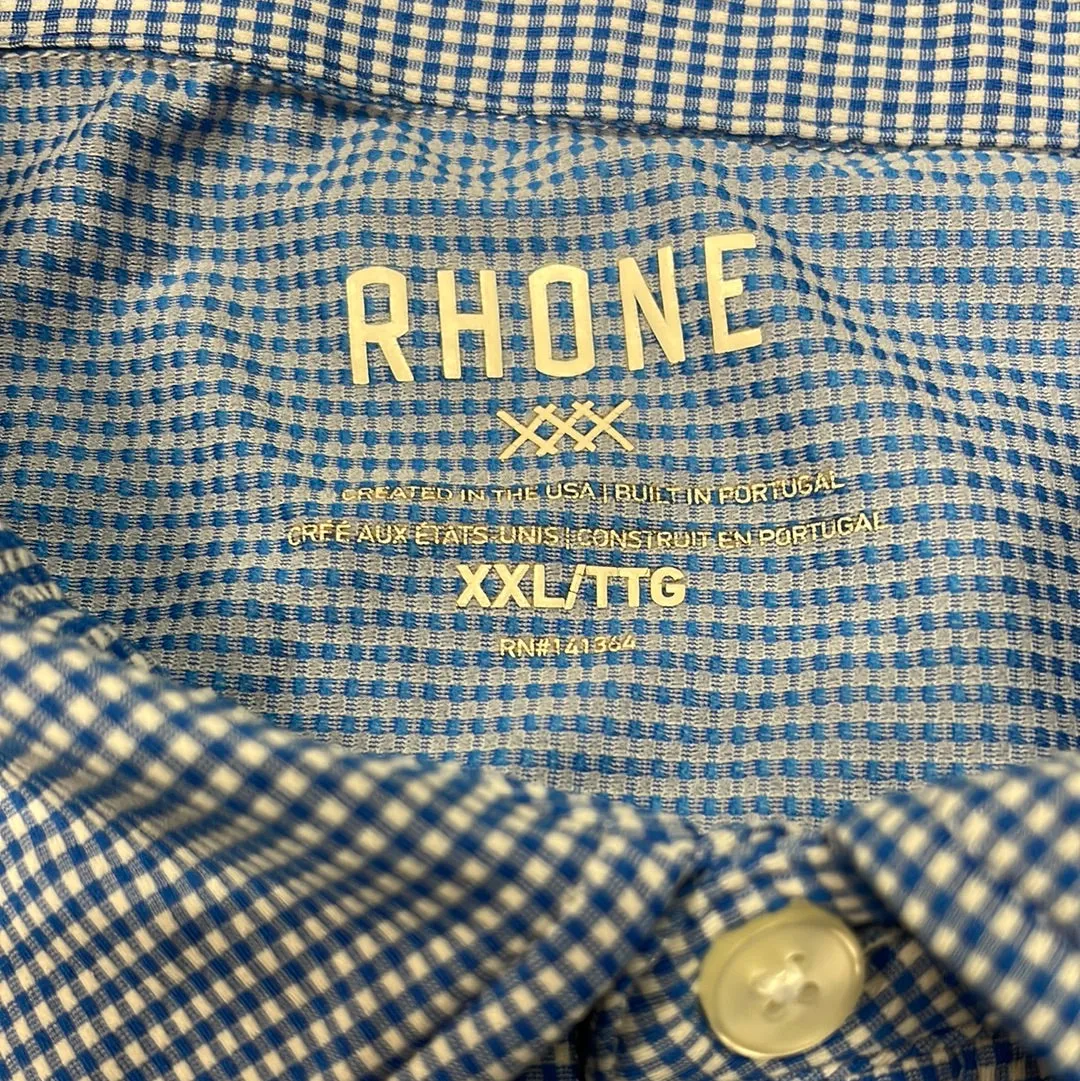 RHONE
CREATED IN THE USA | BUILT IN PORTUGAL
CRÉÉ AUX ÉTATS-UNIS | CONSTRUIT EN PORTUGAL
XXL/TTG
RN#141364